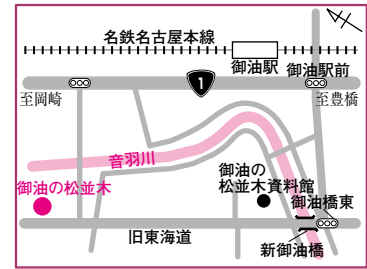 名鉄名古屋本線
御油駅
御油駅前
1
至岡崎
至豊橋
音羽川
御油の松並木
御油の
松並木資料館
御油橋東
旧東海道
新御油橋